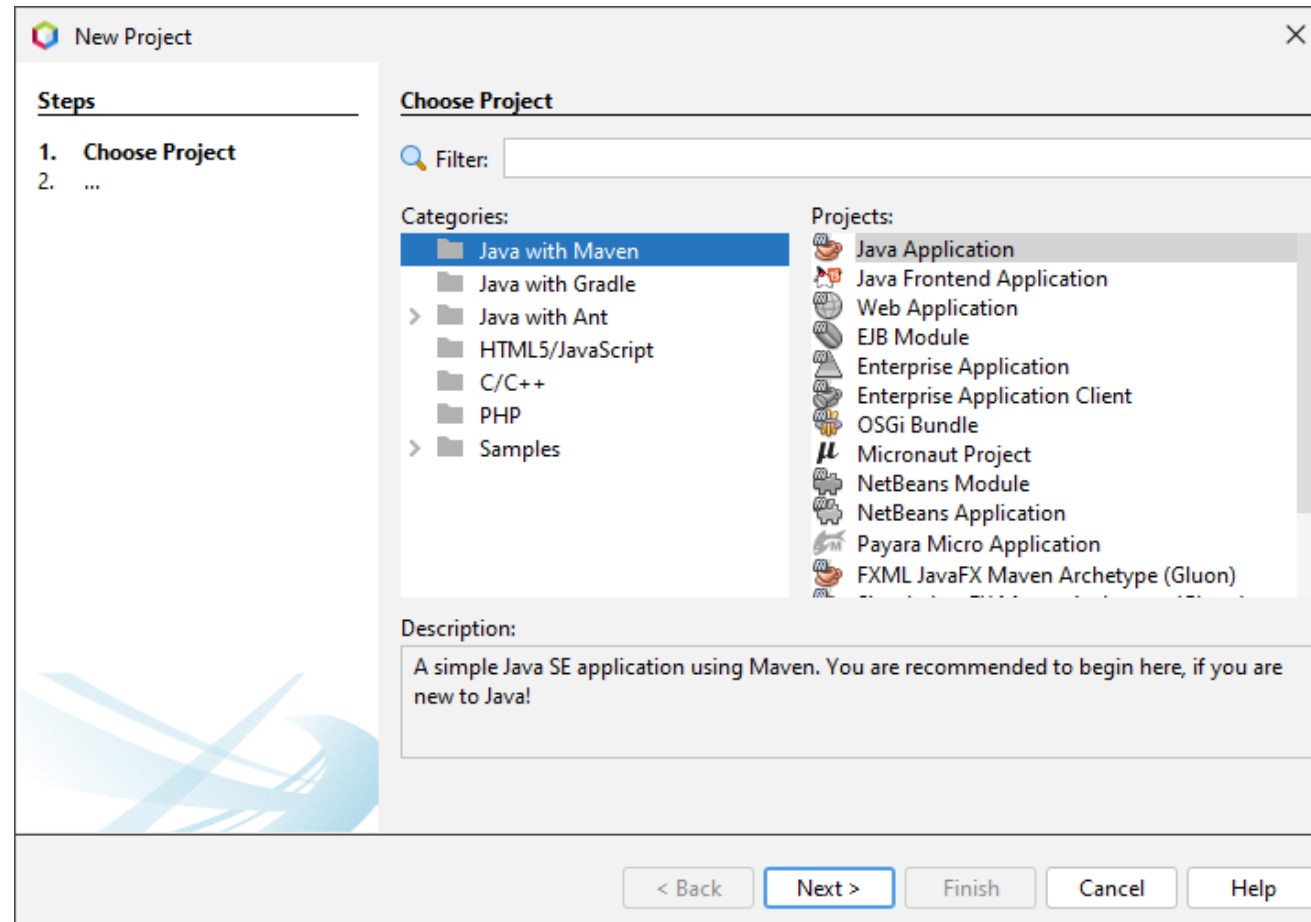 New Project
Steps
1. Choose Project
2. ...
Choose Project
Filter:
Categories:
Java with Maven
Java with Gradle
Java with Ant
HTML5/JavaScript
C/C++
PHP
Samples
Projects:
Java Application
Java Frontend Application
Web Application
EJB Module
Enterprise Application
Enterprise Application Client
OSGi Bundle
Micronaut Project
NetBeans Module
NetBeans Application
Payara Micro Application
FXML JavaFX Maven Archetype (Gluon)
Description:
A simple Java SE application using Maven. You are recommended to begin here, if you are
new to Java!
< Back
Next >
Finish
Cancel
Help